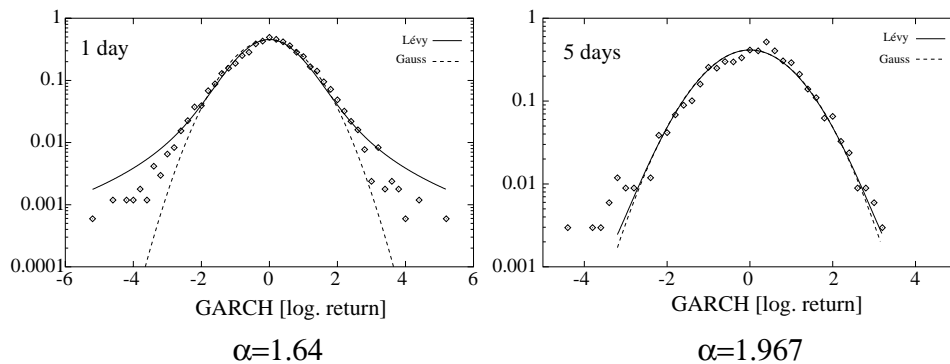 1
0.1
0.01
0.001
0.0001
1 day
Lévy
Gauss
-6 -4 -2 0 2 4 6
GARCH [log. return]
α=1.64
1
0.1
0.01
0.001
5 days
Lévy
Gauss
-4 -2 0 2 4
GARCH [log. return]
α=1.967